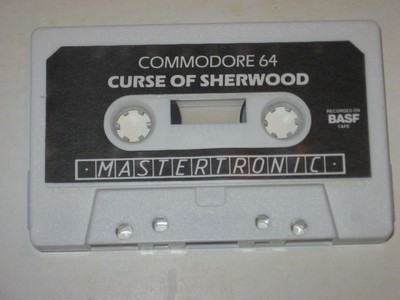 COMMODORE 64
CURSE OF SHERWOOD
RECORDED ON
BASF
TAPE
· MASTERTRONIC ·